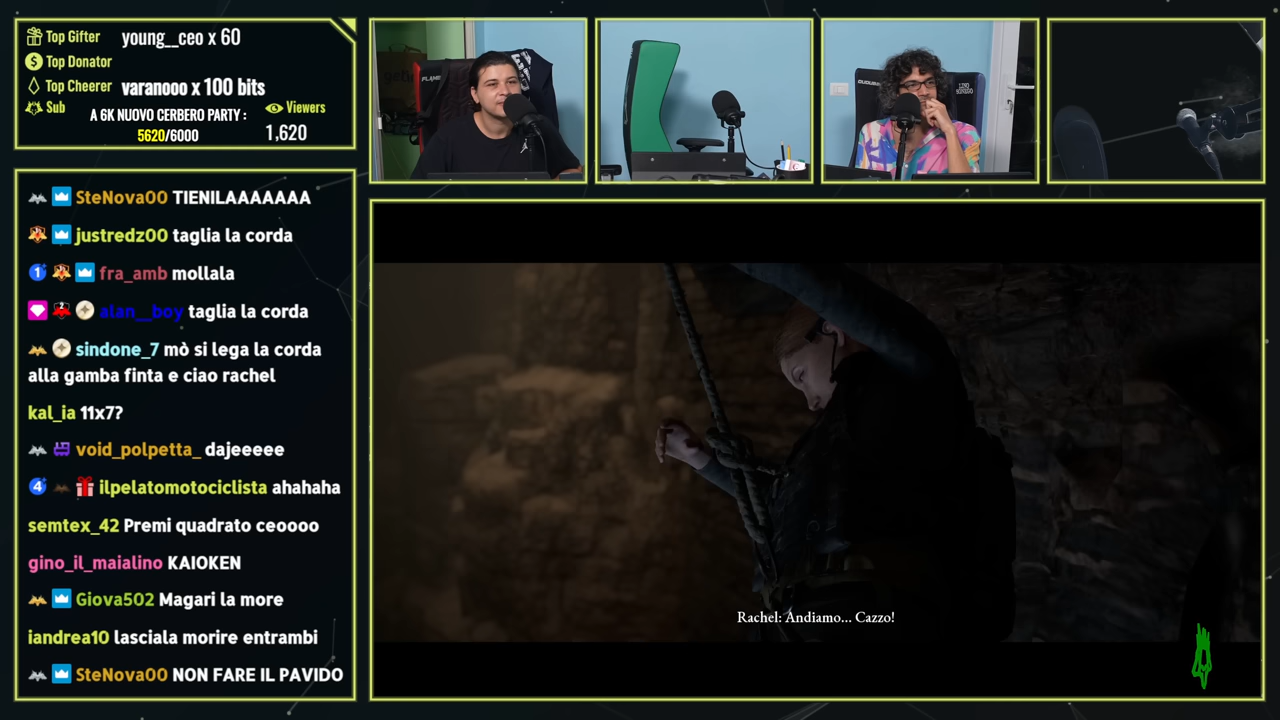 Top Gifter young__ceo x 60
Top Donator
Top Cheerer varanooo x 100 bits
Sub A 6K NUOVO CERBERO PARTY : Viewers
5620/6000 1,620
SteNova00 TIENILAAAAAAA
justredz00 taglia la corda
1 fra_amb mollala
2 alan__boy taglia la corda
sindone_7 mò si lega la corda
alla gamba finta e ciao rachel
kal_ia 11x7?
void_polpetta_ dajeeeee
4 ilpelatomotociclista ahahaha
semtex_42 Premi quadrato ceoooo
gino_il_maialino KAIOKEN
Giova502 Magari la more
iandrea10 lasciala morire entrambi
SteNova00 NON FARE IL PAVIDO
Rachel: Andiamo... Cazzo!